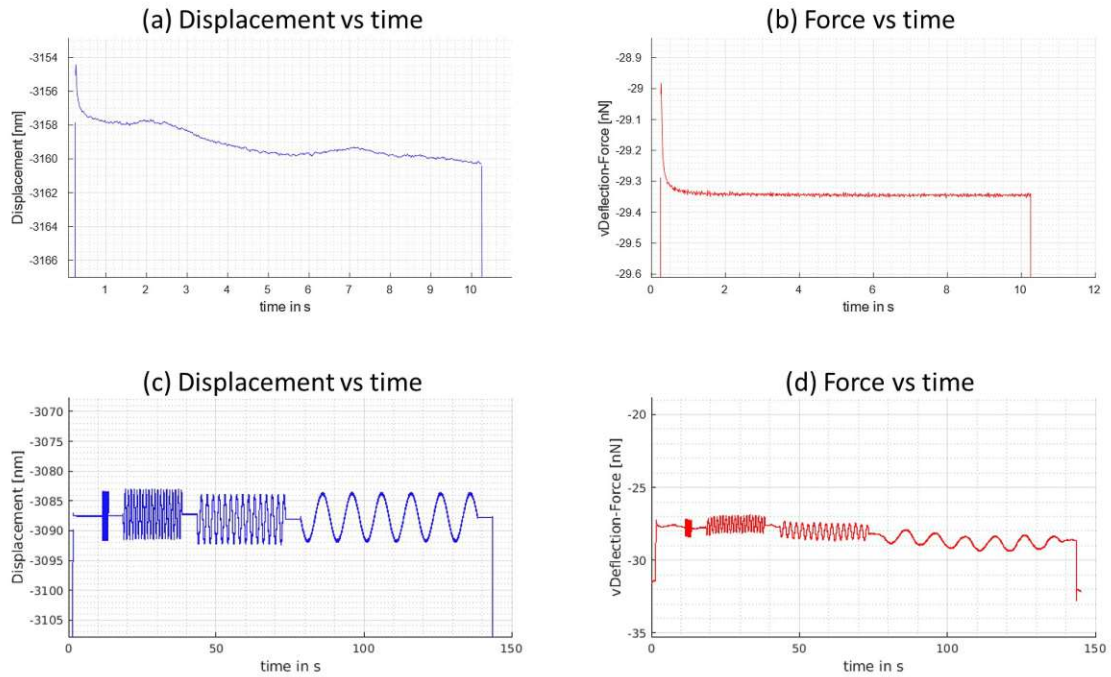 (a) Displacement vs time
-3154
-3156
-3158
-3160
-3162
-3164
-3166
Displacement [nm]
1 2 3 4 5 6 7 8 9 10
time in s
(b) Force vs time
-28.9
-29
-29.1
-29.2
-29.3
-29.4
-29.5
-29.6
vDeflection-Force [nN]
0 2 4 6 8 10 12
time in s
(c) Displacement vs time
-3070
-3075
-3080
-3085
-3090
-3095
-3100
-3105
Displacement [nm]
0 50 100 150
time in s
(d) Force vs time
-20
-25
-30
-35
vDeflection-Force [nN]
0 50 100 150
time in s